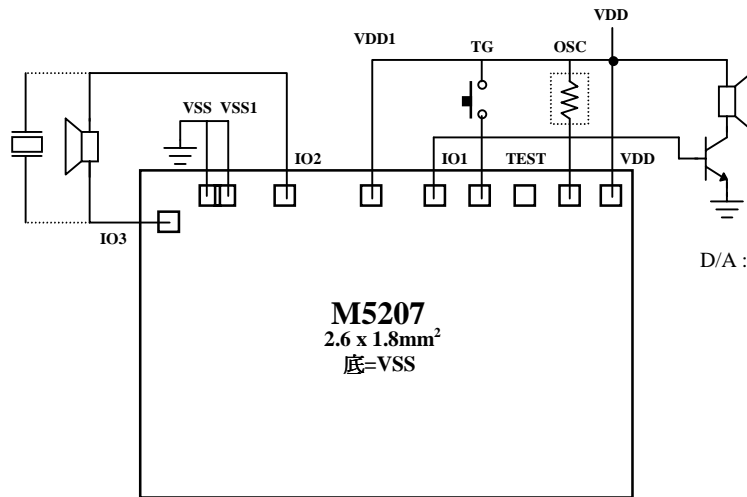 VDD
VDD1
TG
OSC
VSS
VSS1
IO2
IO1
TEST
VDD
IO3
D/A :
M5207
2.6 x 1.8mm²
底=VSS